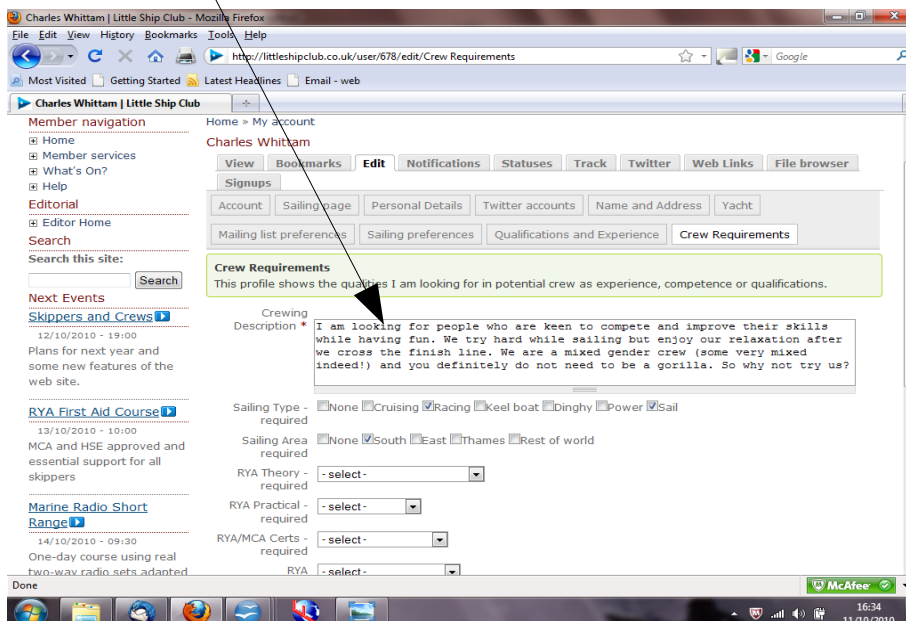 Charles Whittam | Little Ship Club - Mozilla Firefox
File Edit View History Bookmarks Tools Help
http://littleshipclub.co.uk/user/678/edit/Crew Requirements
Google
Most Visited Getting Started Latest Headlines Email - web
Charles Whittam | Little Ship Club
Member navigation
Home
Member services
What's On?
Help
Editorial
Editor Home
Search
Search this site:
Search
Next Events
Skippers and Crews
12/10/2010 - 19:00
Plans for next year and
some new features of the
web site.
RYA First Aid Course
13/10/2010 - 10:00
MCA and HSE approved and
essential support for all
skippers
Marine Radio Short
Range
14/10/2010 - 09:30
One-day course using real
two-way radio sets adapted
Home » My account
Charles Whittam
View Bookmarks Edit Notifications Statuses Track Twitter Web Links File browser
Signups
Account Sailing page Personal Details Twitter accounts Name and Address Yacht
Mailing list preferences Sailing preferences Qualifications and Experience Crew Requirements
Crew Requirements
This profile shows the qualities I am looking for in potential crew as experience, competence or qualifications.
Crewing
Description *
I am looking for people who are keen to compete and improve their skills
while having fun. We try hard while sailing but enjoy our relaxation after
we cross the finish line. We are a mixed gender crew (some very mixed
indeed!) and you definitely do not need to be a gorilla. So why not try us?
Sailing Type - None Cruising Racing Keel boat Dinghy Power Sail
required
Sailing Area None South East Thames Rest of world
required
RYA Theory - - select -
required
RYA Practical - - select -
required
RYA/MCA Certs - - select -
required
RYA - select -
Done
McAfee
16:34
11/10/2010